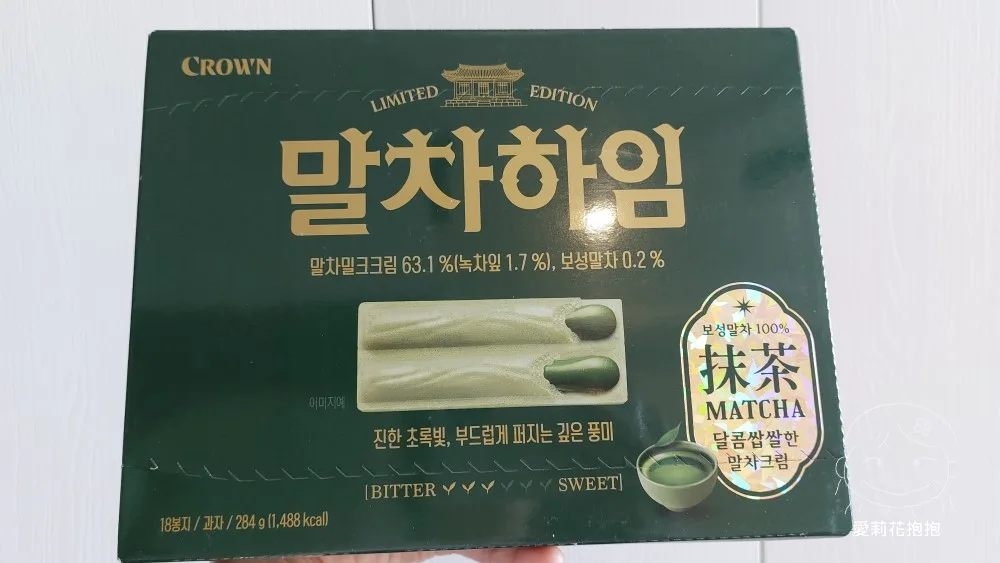 CROWN
LIMITED EDITION
말차하임
말차밀크크림 63.1 %(녹차잎 1.7 %), 보성말차 0.2 %
보성말차 100%
抹茶
MATCHA
달콤쌉쌀한
말차크림
이미지예
진한 초록빛, 부드럽게 퍼지는 깊은 풍미
BITTER SWEET
18봉지 / 과자 / 284 g (1,488 kcal)
愛莉花抱抱